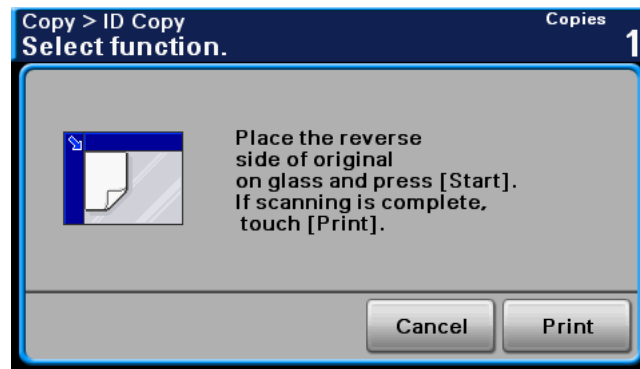 Copy > ID Copy
Copies
Select function.
1
Place the reverse
side of original
on glass and press [Start].
If scanning is complete,
touch [Print].
Cancel
Print